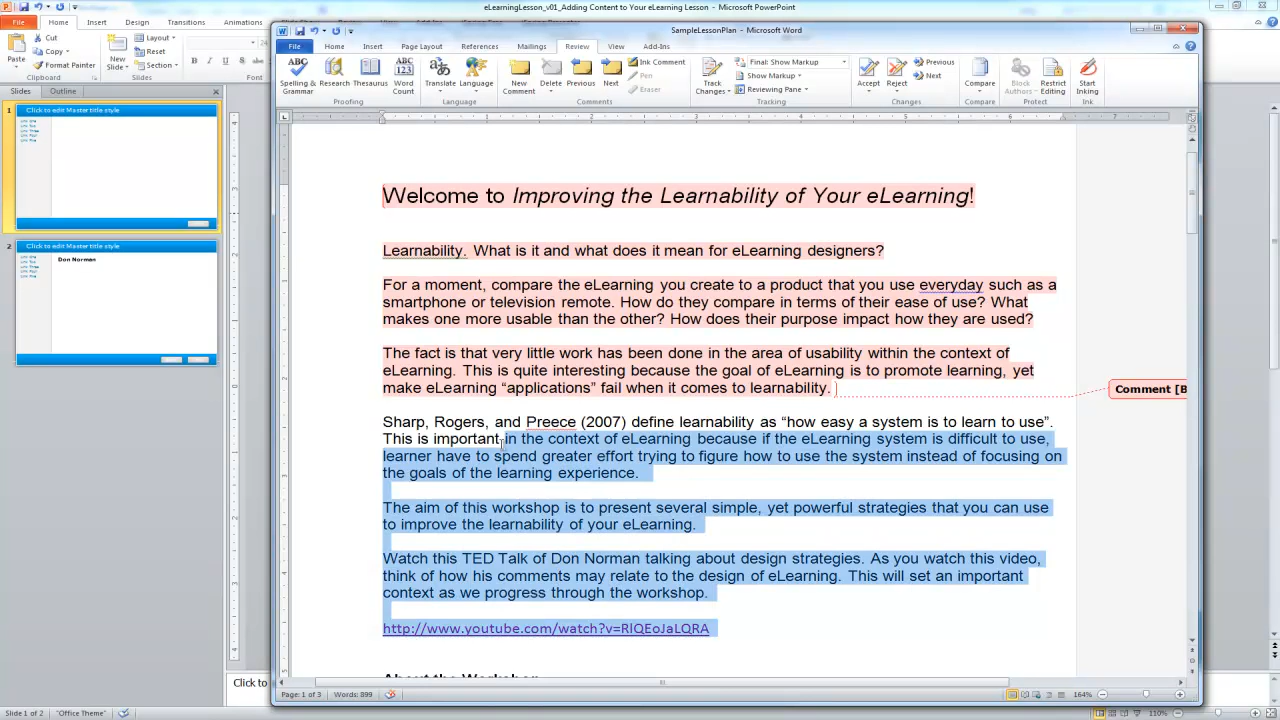 eLearningLesson_v01_Adding Content to Your eLearning Lesson - Microsoft PowerPoint
File Home Insert Design Transitions Animations
Paste
Cut
Copy
Format Painter
Clipboard
New Slide
Layout
Reset
Section
Slides
B I U S
Slides Outline
1
Click to edit Master title style
2
Click to edit Master title style
Don Norman
SampleLessonPlan - Microsoft Word
File Home Insert Page Layout References Mailings Review View Add-Ins
Spelling & Grammar Research Thesaurus Word Count
Proofing
Translate Language
Language
New Comment Delete Previous Next
Comments
Ink Comment
Pen
Eraser
Track Changes
Final: Show Markup
Show Markup
Reviewing Pane
Tracking
Accept Reject
Previous
Next
Changes
Compare
Compare
Block Authors Restrict Editing
Protect
Start Inking
Ink
1 2 3 4 5 6 7
Welcome to Improving the Learnability of Your eLearning!
Learnability. What is it and what does it mean for eLearning designers?
For a moment, compare the eLearning you create to a product that you use everyday such as a
smartphone or television remote. How do they compare in terms of their ease of use? What
makes one more usable than the other? How does their purpose impact how they are used?
The fact is that very little work has been done in the area of usability within the context of
eLearning. This is quite interesting because the goal of eLearning is to promote learning, yet
make eLearning “applications” fail when it comes to learnability.
Comment [B
Sharp, Rogers, and Preece (2007) define learnability as “how easy a system is to learn to use”.
This is important in the context of eLearning because if the eLearning system is difficult to use,
learner have to spend greater effort trying to figure how to use the system instead of focusing on
the goals of the learning experience.
The aim of this workshop is to present several simple, yet powerful strategies that you can use
to improve the learnability of your eLearning.
Watch this TED Talk of Don Norman talking about design strategies. As you watch this video,
think of how his comments may relate to the design of eLearning. This will set an important
context as we progress through the workshop.
http://www.youtube.com/watch?v=RlQEoJaLQRA
About the Workshop
Click to
Page: 1 of 3 Words: 899 164%
Slide 1 of 2 "Office Theme" 110%